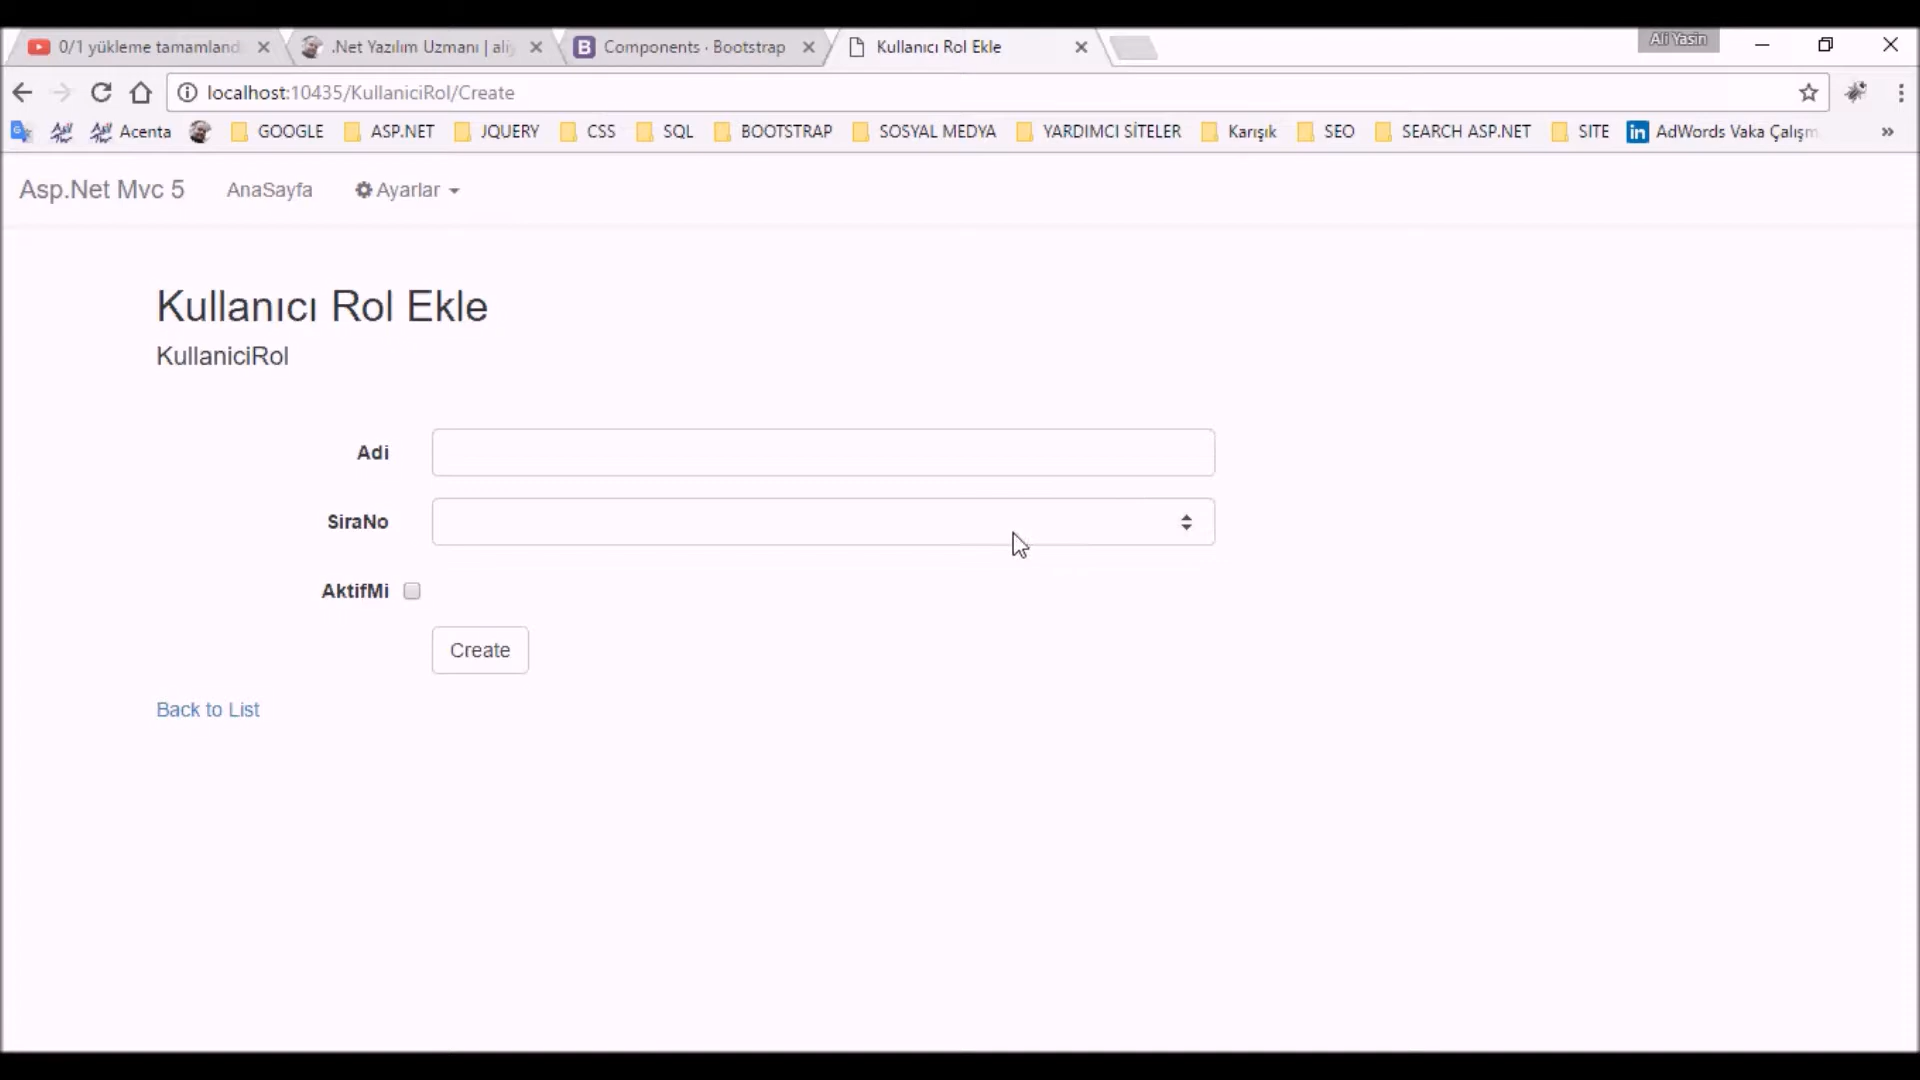 0/1 yükleme tamamland
.Net Yazılım Uzmanı | aliy
Components · Bootstrap
Kullanıcı Rol Ekle
Ali Yasin
localhost:10435/KullaniciRol/Create
Acenta
GOOGLE
ASP.NET
JQUERY
CSS
SQL
BOOTSTRAP
SOSYAL MEDYA
YARDIMCI SİTELER
Karışık
SEO
SEARCH ASP.NET
SITE
AdWords Vaka Çalışm
Asp.Net Mvc 5
AnaSayfa
Ayarlar
Kullanıcı Rol Ekle
KullaniciRol
Adi
SiraNo
AktifMi
Create
Back to List